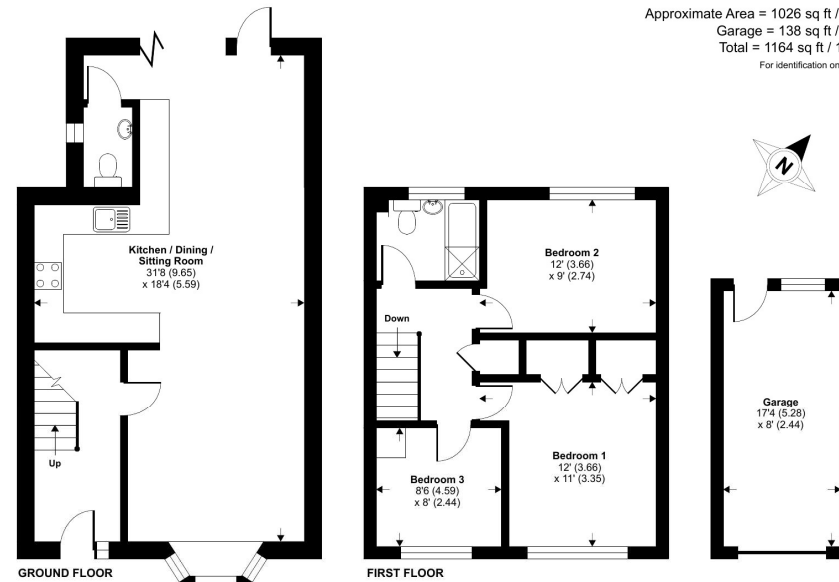 Approximate Area = 1026 sq ft /
Garage = 138 sq ft /
Total = 1164 sq ft / 1
For identification on
N
Kitchen / Dining /
Sitting Room
31'8 (9.65)
x 18'4 (5.59)
Up
GROUND FLOOR
Bedroom 2
12' (3.66)
x 9' (2.74)
Down
Bedroom 1
12' (3.66)
x 11' (3.35)
Bedroom 3
8'6 (4.59)
x 8' (2.44)
FIRST FLOOR
Garage
17'4 (5.28)
x 8' (2.44)